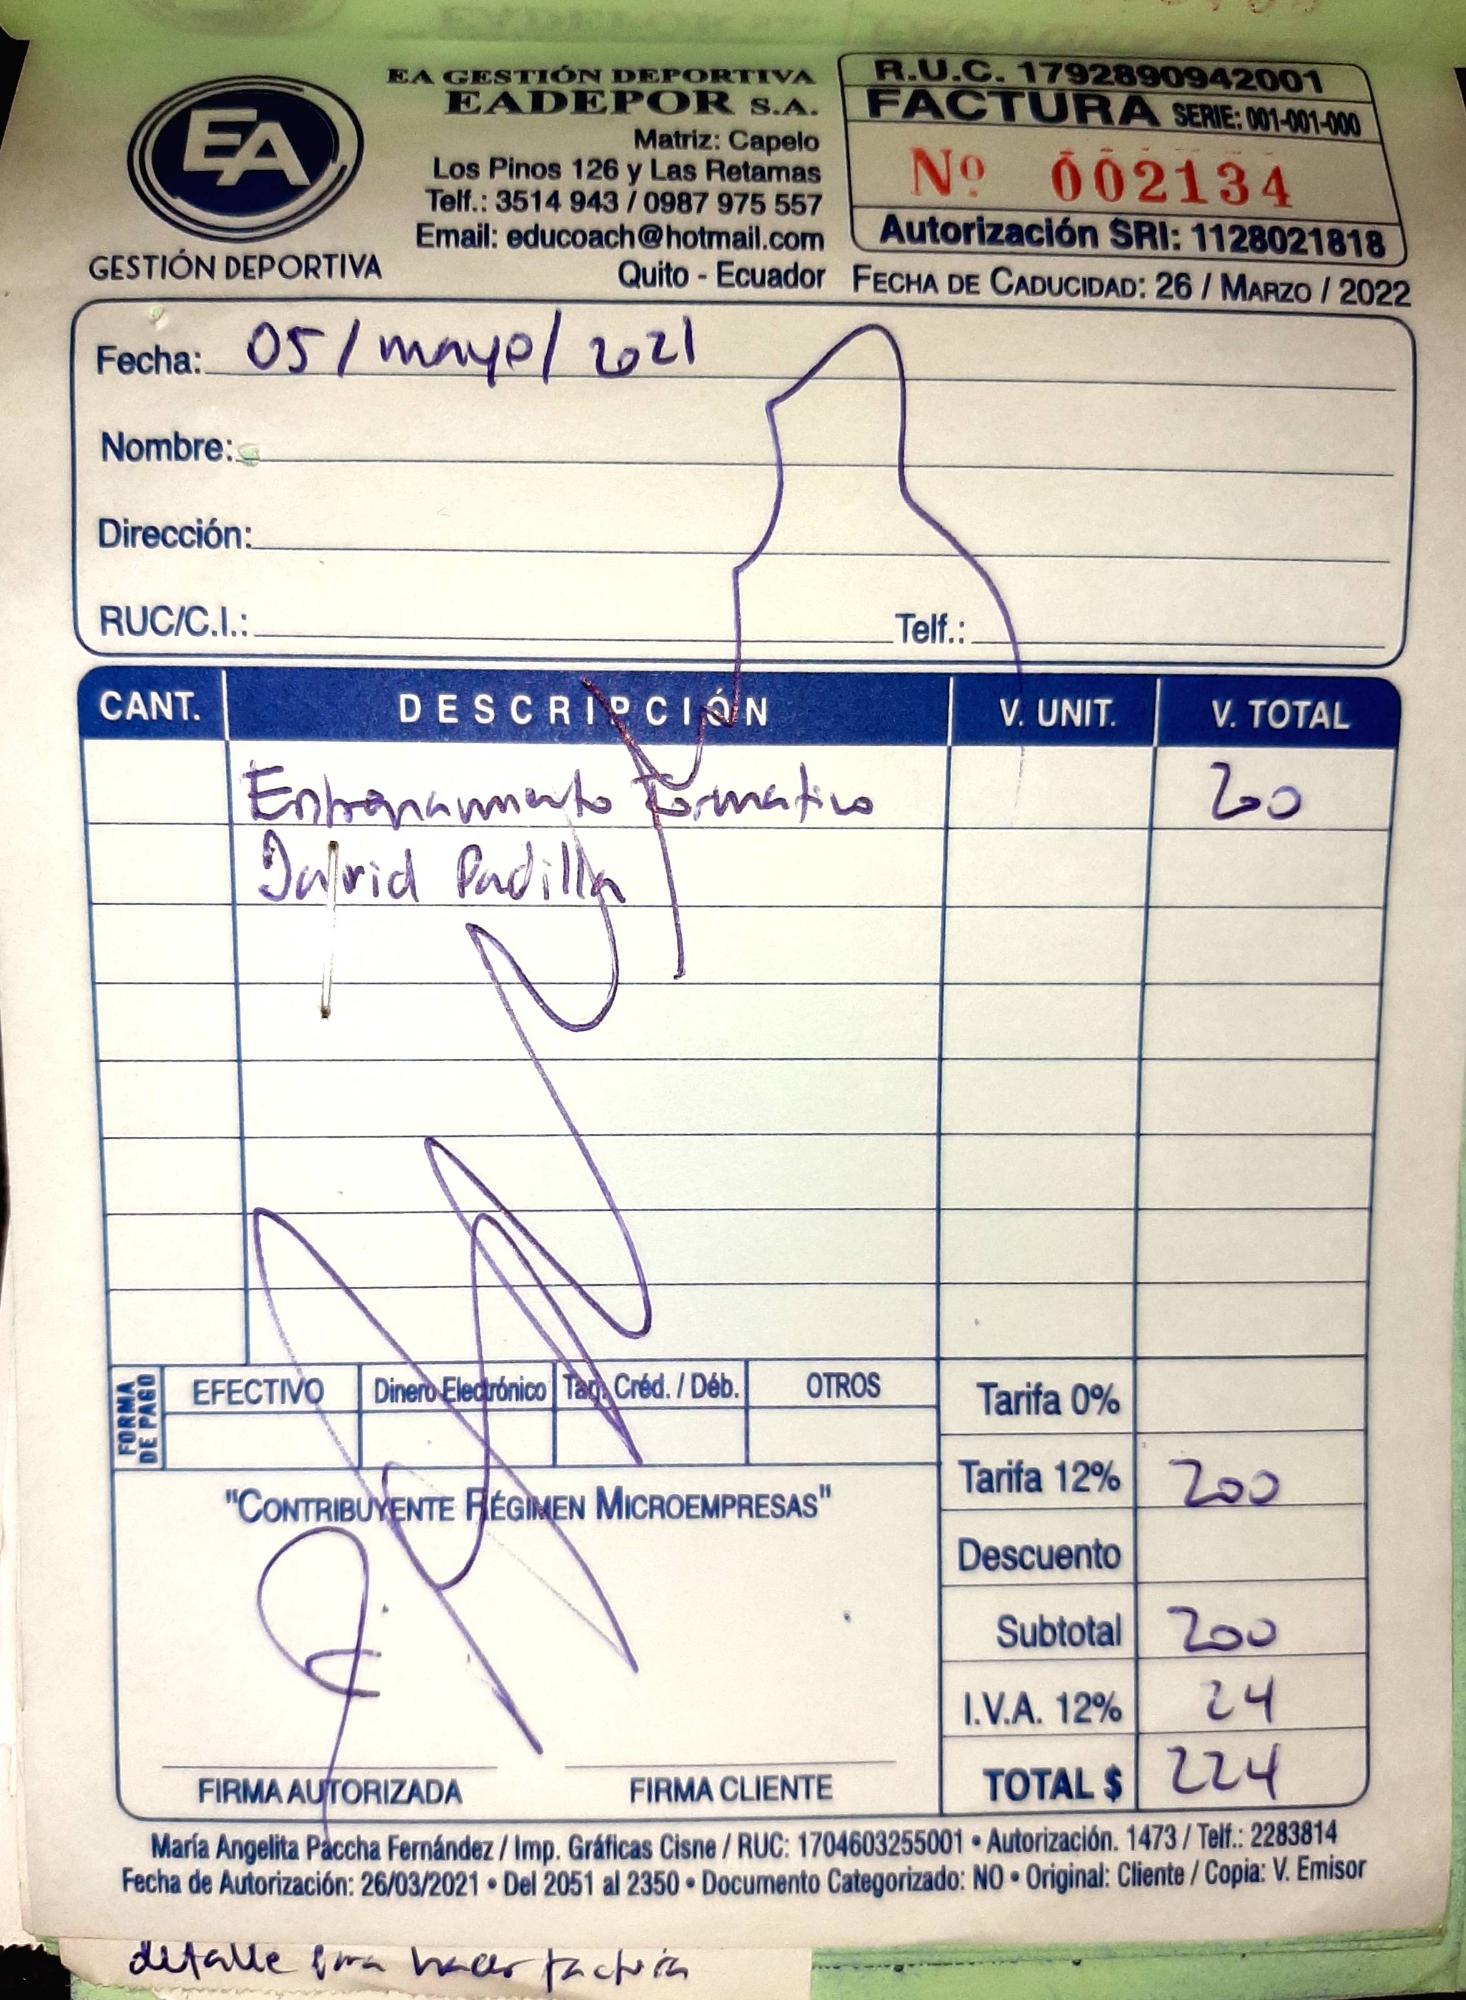 EA
GESTIÓN DEPORTIVA
EA GESTIÓN DEPORTIVA
EADEPOR S.A.
Matriz: Capelo
Los Pinos 126 y Las Retamas
Telf.: 3514 943 / 0987 975 557
Email: educoach@hotmail.com
Quito - Ecuador
R.U.C. 1792890942001
FACTURA SERIE: 001-001-000
Nº 002134
Autorización SRI: 1128021818
FECHA DE CADUCIDAD: 26 / MARZO / 2022
Fecha: 05/mayo/2021
Nombre:
Dirección:
RUC/C.I.: Telf.:
CANT. DESCRIPCIÓN V. UNIT. V. TOTAL
Entrenamiento Formativo 200
Padilla
FORMA DE PAGO
EFECTIVO Dinero Electrónico Tarj. Créd. / Déb. OTROS
Tarifa 0%
Tarifa 12% 200
"CONTRIBUYENTE RÉGIMEN MICROEMPRESAS"
Descuento
Subtotal 200
I.V.A. 12% 24
TOTAL $ 224
FIRMA AUTORIZADA FIRMA CLIENTE
María Angelita Paccha Fernández / Imp. Gráficas Cisne / RUC: 1704603255001 • Autorización. 1473 / Telf.: 2283814
Fecha de Autorización: 26/03/2021 • Del 2051 al 2350 • Documento Categorizado: NO • Original: Cliente / Copia: V. Emisor
detalle para hacer factura